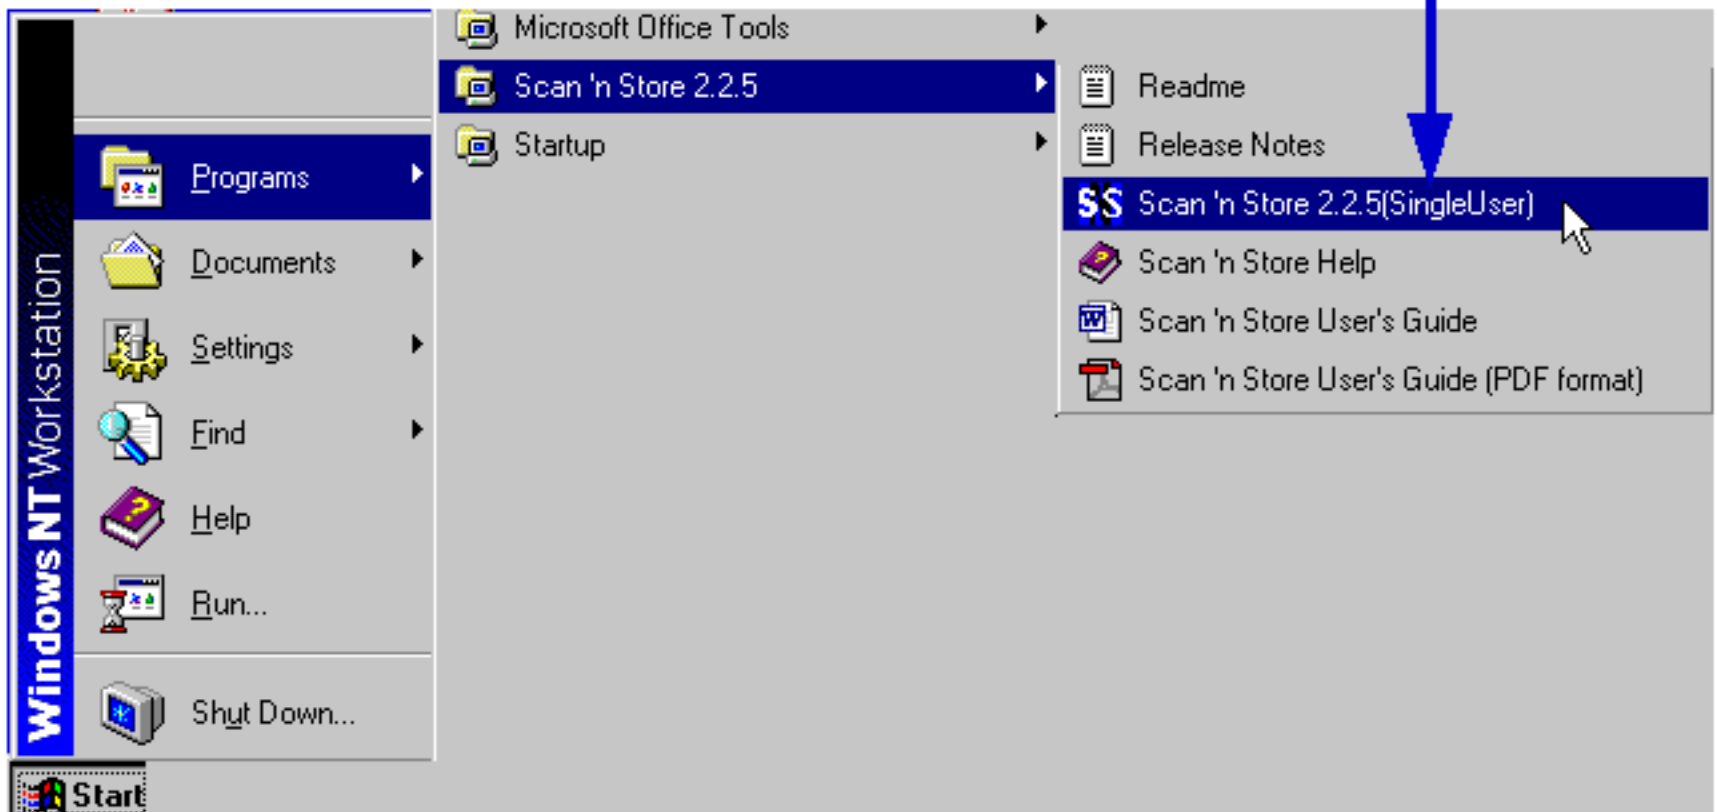 Microsoft Office Tools
Scan 'n Store 2.2.5
Startup
Readme
Release Notes
Scan 'n Store 2.2.5(SingleUser)
Scan 'n Store Help
Scan 'n Store User's Guide
Scan 'n Store User's Guide (PDF format)
Programs
Documents
Settings
Find
Help
Run...
Shut Down...
Windows NT Workstation
Start